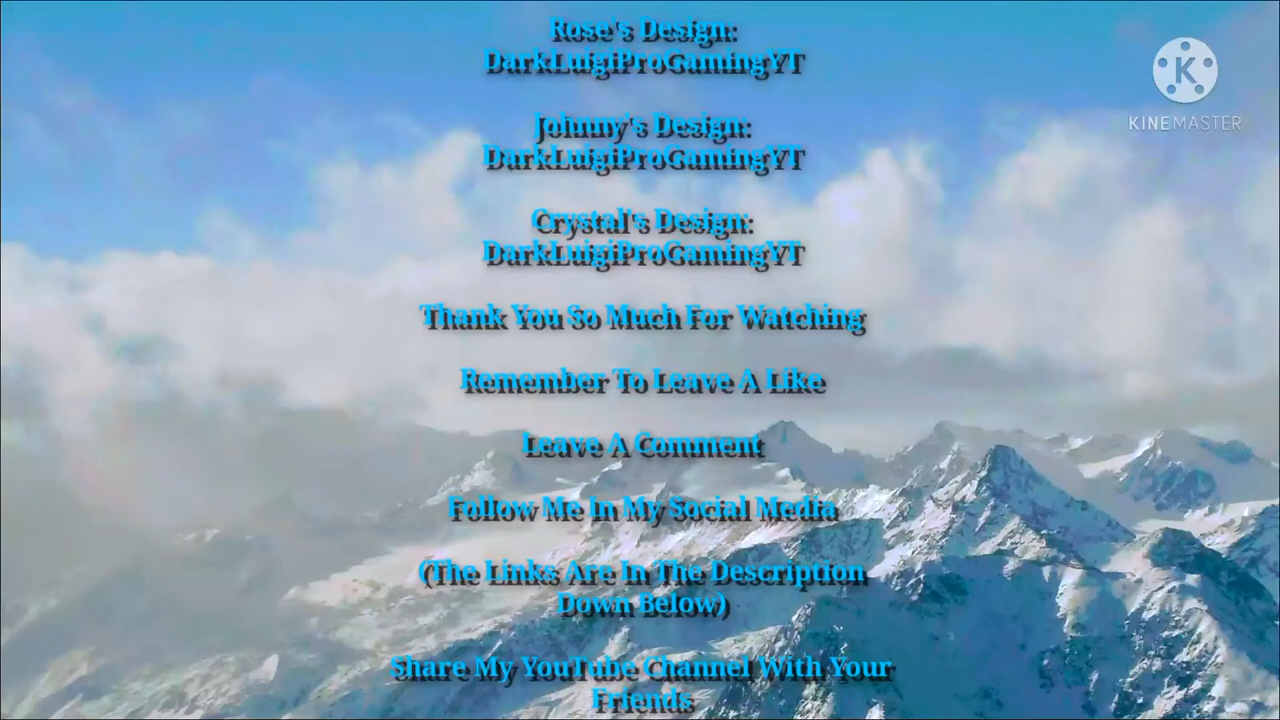 Rose's Design:
DarkLuigiProGamingYT
Johnny's Design:
DarkLuigiProGamingYT
Crystal's Design:
DarkLuigiProGamingYT
Thank You So Much For Watching
Remember To Leave A Like
Leave A Comment
Follow Me In My Social Media
(The Links Are In The Description
Down Below)
Share My YouTube Channel With Your
Friends
K
KINEMASTER